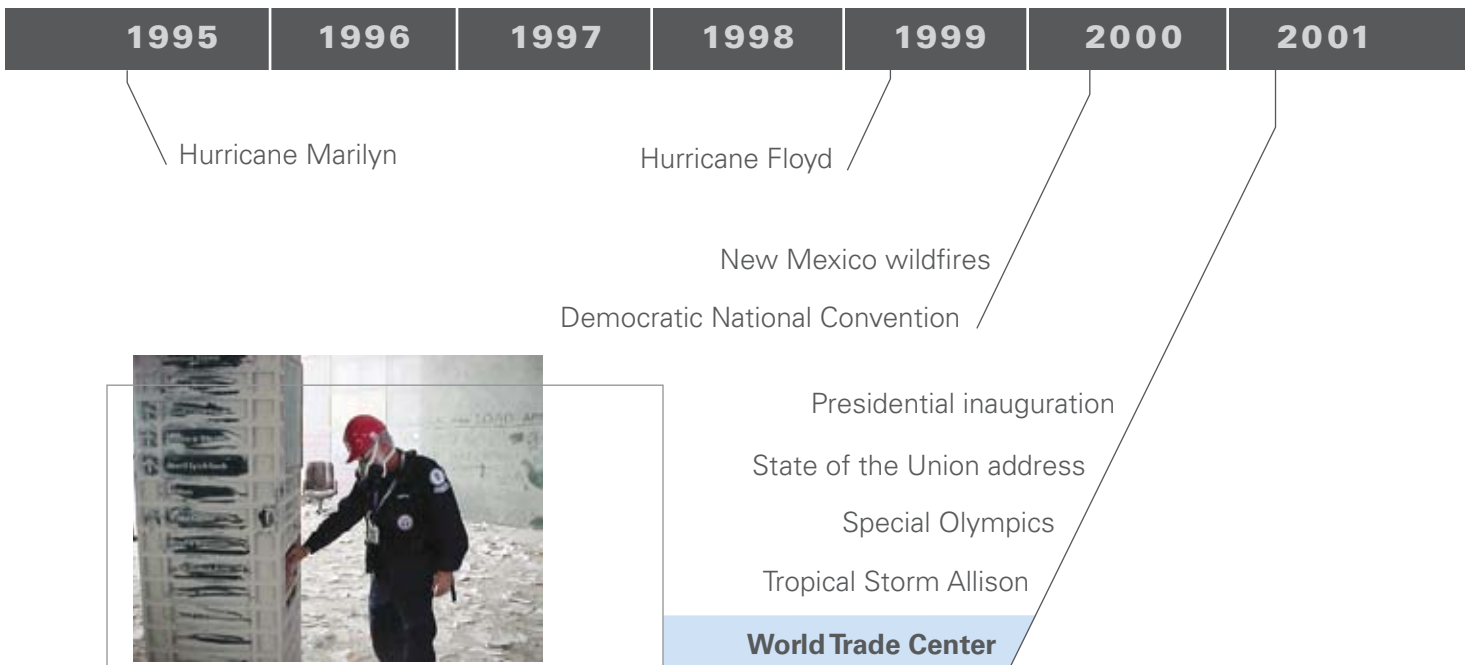 1995 1996 1997 1998 1999 2000 2001
Hurricane Marilyn
Hurricane Floyd
New Mexico wildfires
Democratic National Convention
Presidential inauguration
State of the Union address
Special Olympics
Tropical Storm Allison
World Trade Center